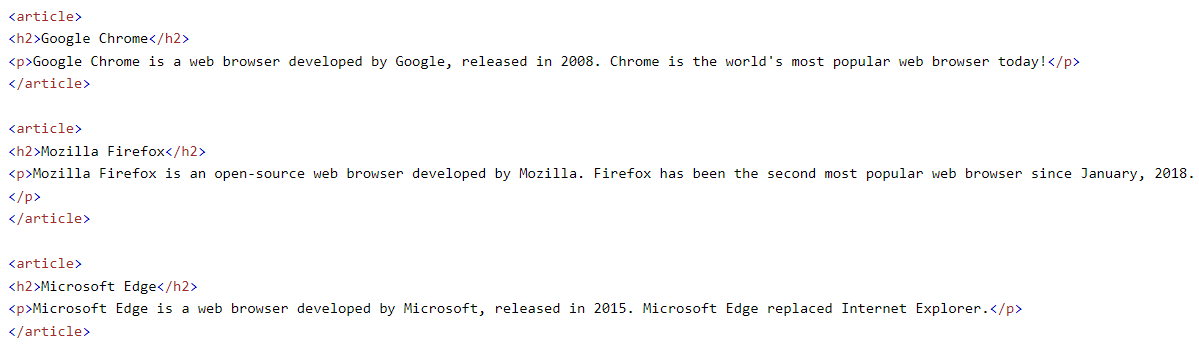 <article>
<h2>Google Chrome</h2>
<p>Google Chrome is a web browser developed by Google, released in 2008. Chrome is the world's most popular web browser today!</p>
</article>

<article>
<h2>Mozilla Firefox</h2>
<p>Mozilla Firefox is an open-source web browser developed by Mozilla. Firefox has been the second most popular web browser since January, 2018.
</p>
</article>

<article>
<h2>Microsoft Edge</h2>
<p>Microsoft Edge is a web browser developed by Microsoft, released in 2015. Microsoft Edge replaced Internet Explorer.</p>
</article>